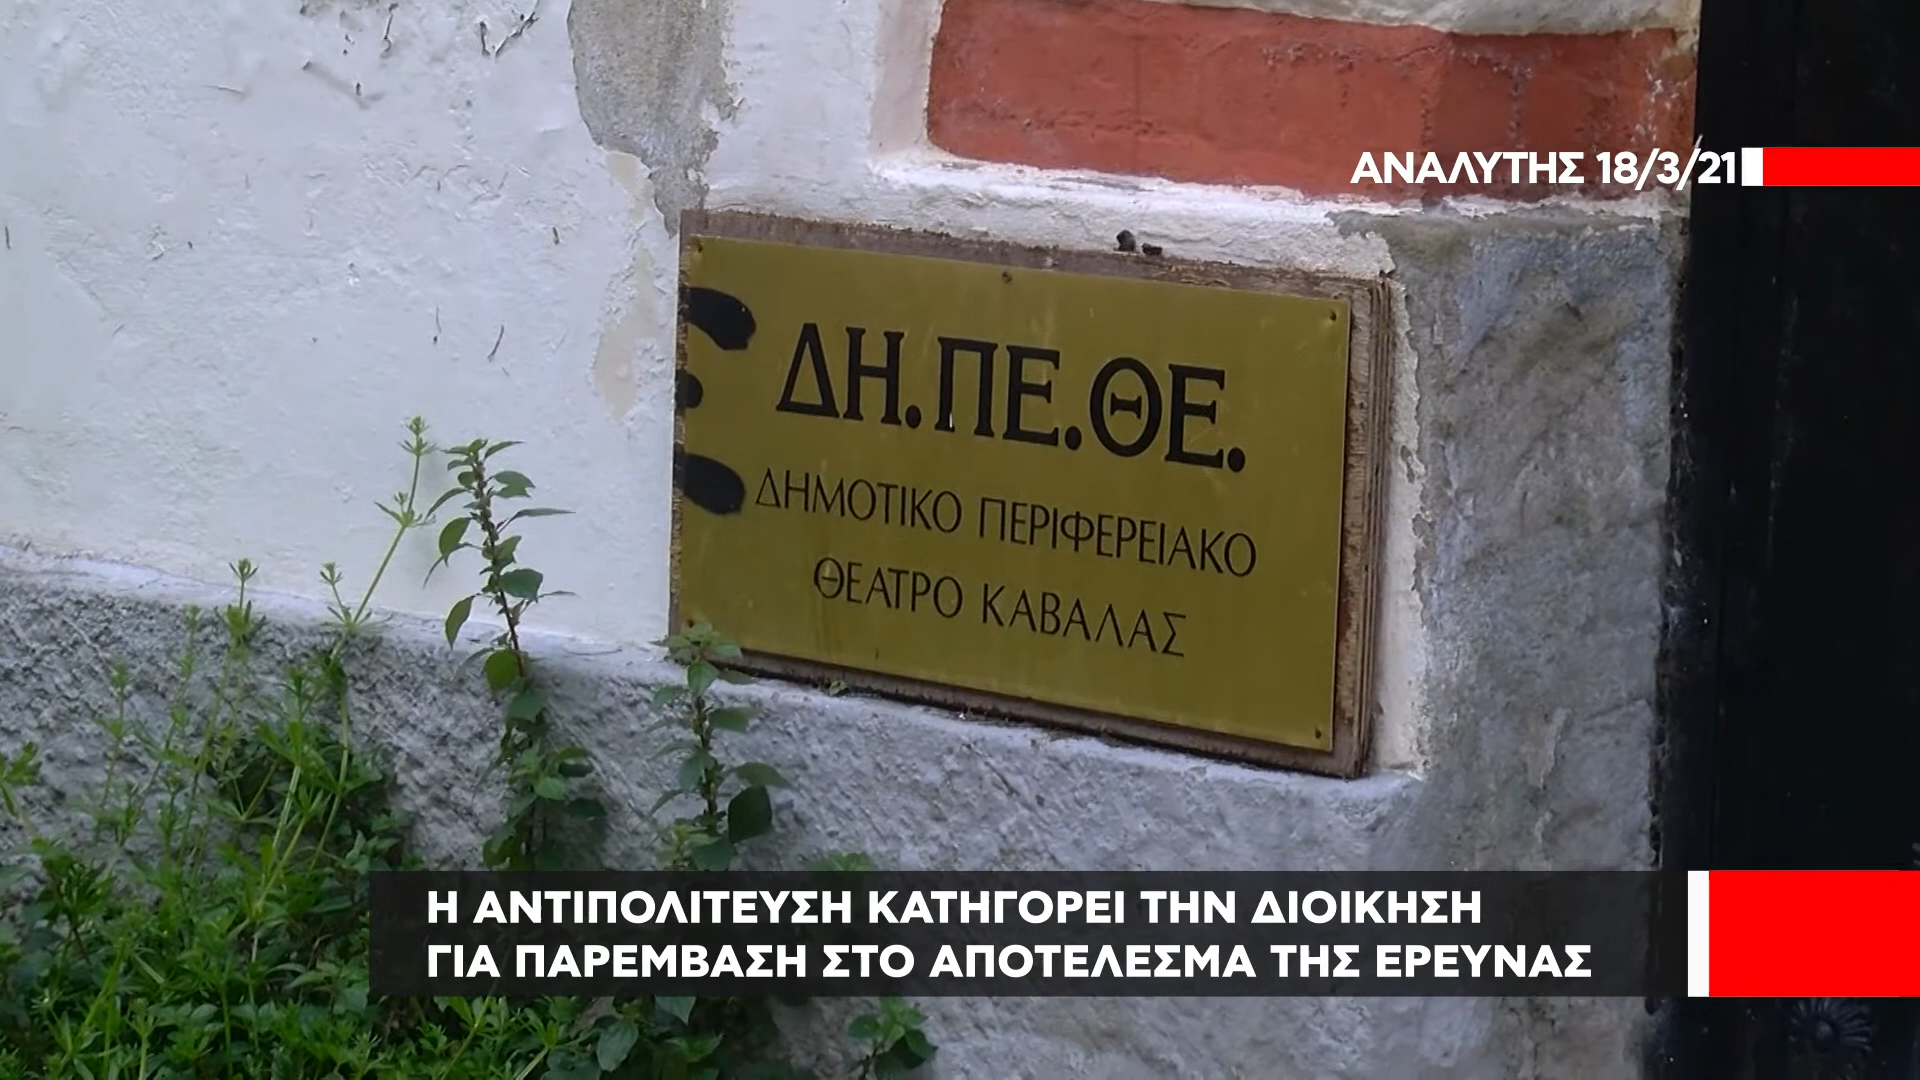 ΑΝΑΛΥΤΗΣ 18/3/21
ΔΗ.ΠΕ.ΘΕ.
ΔΗΜΟΤΙΚΟ ΠΕΡΙΦΕΡΕΙΑΚΟ
ΘΕΑΤΡΟ ΚΑΒΑΛΑΣ
Η ΑΝΤΙΠΟΛΙΤΕΥΣΗ ΚΑΤΗΓΟΡΕΙ ΤΗΝ ΔΙΟΙΚΗΣΗ
ΓΙΑ ΠΑΡΕΜΒΑΣΗ ΣΤΟ ΑΠΟΤΕΛΕΣΜΑ ΤΗΣ ΕΡΕΥΝΑΣ